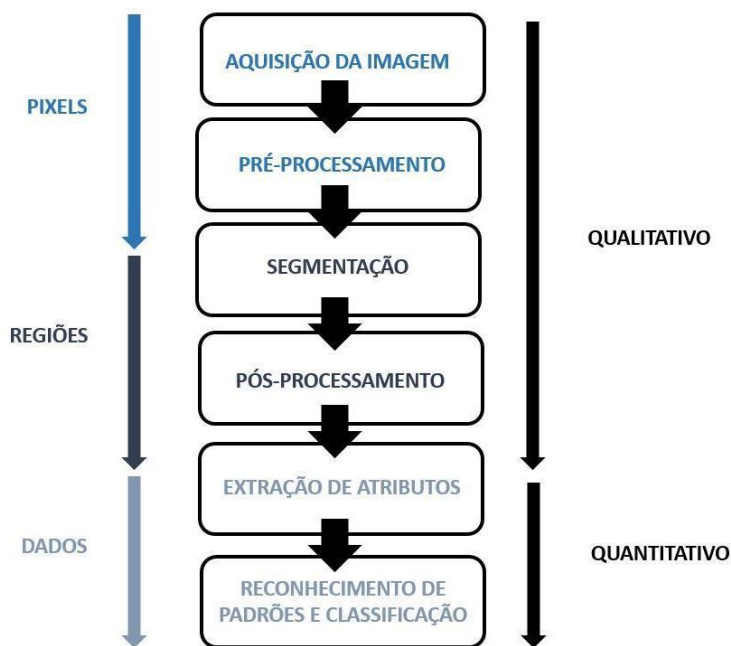 AQUISIÇÃO DA IMAGEM
PIXELS
PRÉ-PROCESSAMENTO
QUALITATIVO
SEGMENTAÇÃO
REGIÕES
PÓS-PROCESSAMENTO
EXTRAÇÃO DE ATRIBUTOS
DADOS
QUANTITATIVO
RECONHECIMENTO DE
PADRÕES E CLASSIFICAÇÃO